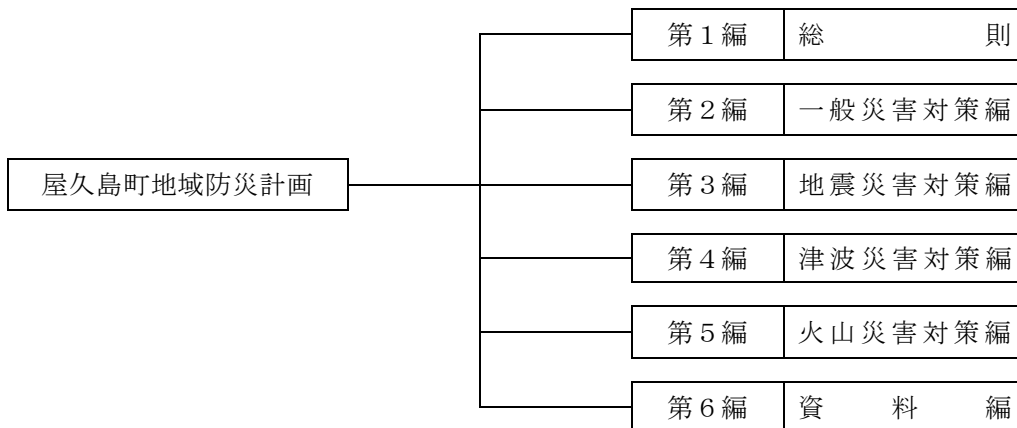 第１編 総則
第２編 一般災害対策編
屋久島町地域防災計画
第３編 地震災害対策編
第４編 津波災害対策編
第５編 火山災害対策編
第６編 資料編